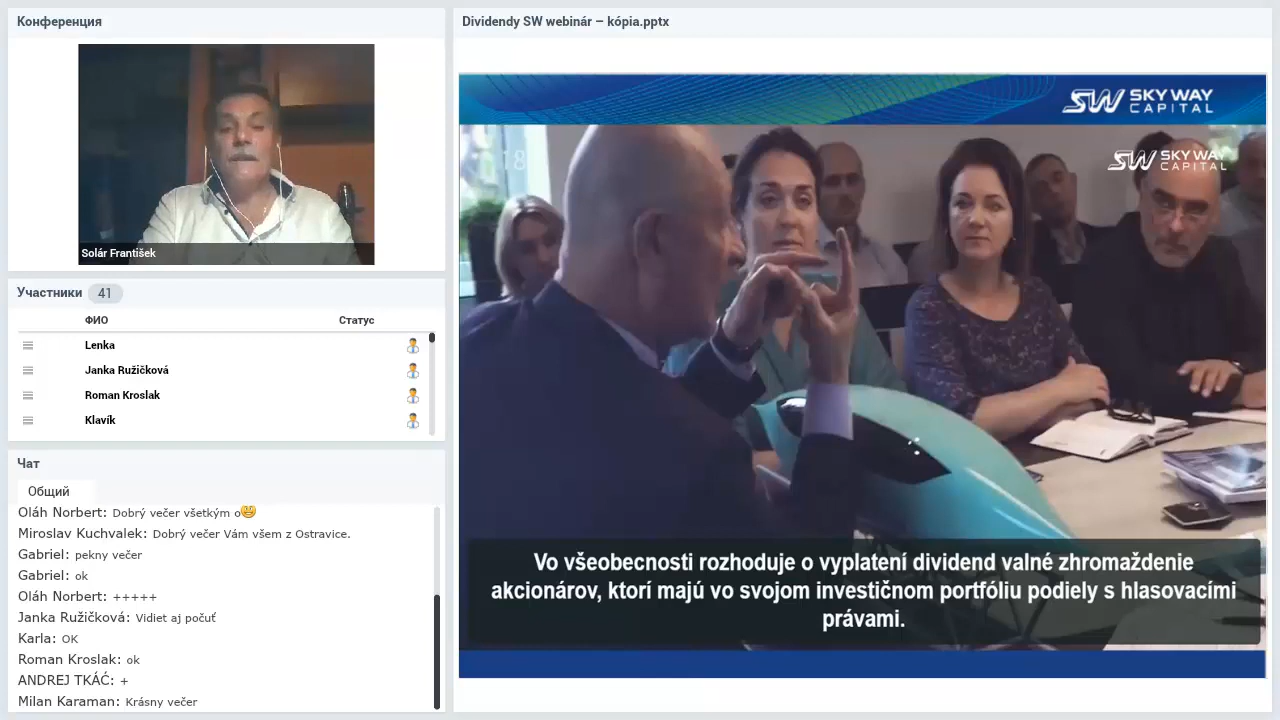 Конференция
Solár František
Участники 41
ФИО Статус
Lenka
Janka Ružičková
Roman Kroslak
Klavík
Чат
Общий
Oláh Norbert: Dobrý večer všetkým o
Miroslav Kuchvalek: Dobrý večer Vám všem z Ostravice.
Gabriel: pekny večer
Gabriel: ok
Oláh Norbert: +++++
Janka Ružičková: Vidiet aj počuť
Karla: OK
Roman Kroslak: ok
ANDREJ TKÁČ: +
Milan Karaman: Krásny večer
Dividendy SW webinár – kópia.pptx
SW SKY WAY
CAPITAL
18
SW SKY WAY
CAPITAL
Vo všeobecnosti rozhoduje o vyplatení dividend valné zhromaždenie
akcionárov, ktorí majú vo svojom investičnom portfóliu podiely s hlasovacími
právami.